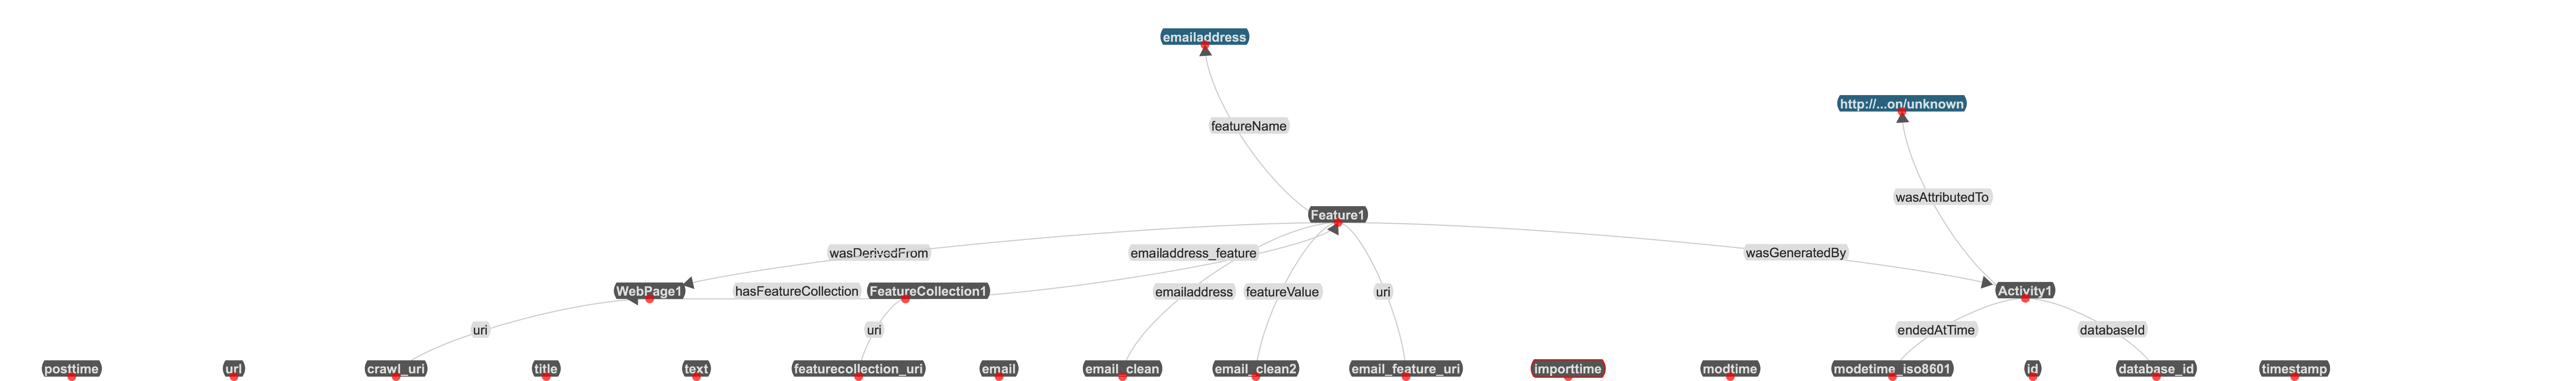 emailaddress
http://...on/unknown
featureName
wasAttributedTo
Feature1
wasDerivedFrom
emailaddress_feature
wasGeneratedBy
WebPage1
hasFeatureCollection
FeatureCollection1
emailaddress
featureValue
uri
Activity1
uri
uri
endedAtTime
databaseId
posttime
url
crawl_uri
title
text
featurecollection_uri
email
email_clean
email_clean2
email_feature_uri
importtime
modtime
modetime_iso8601
id
database_id
timestamp